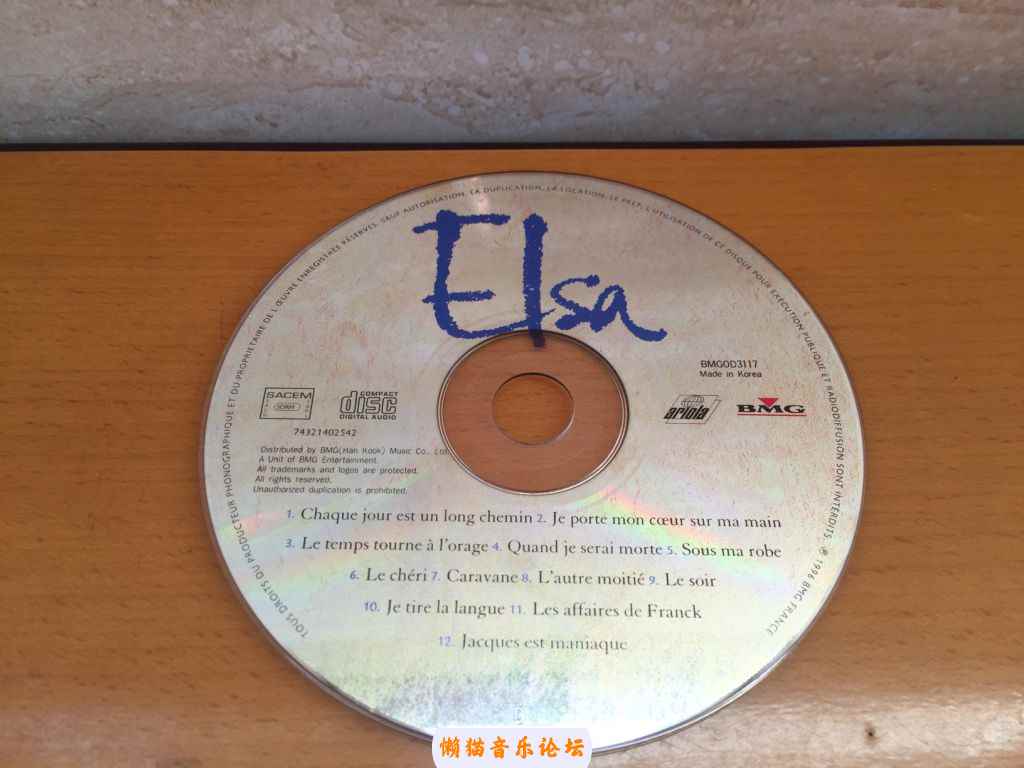 TOUS DROITS DU PRODUCTEUR PHONOGRAPHIQUE ET DU PROPRIETAIRE DE L'ŒUVRE ENREGISTRÉE RÉSERVÉS. SAUF AUTORISATION, LA DUPLICATION, LA LOCATION, LE PRÊT, L'UTILISATION DE CE DISQUE POUR EXÉCUTION PUBLIQUE ET RADIODIFFUSION SONT INTERDITS. ℗ 1996 BMG FRANCE
Elsa
BMGOD3117
Made in Korea
SACEM
SDRM
COMPACT
disc
DIGITAL AUDIO
ariola
BMG
74321402542
Distributed by BMG(Han Kook) Music Co., Ltd
A Unit of BMG Entertainment.
All trademarks and logos are protected.
All rights reserved.
Unauthorized duplication is prohibited.
1. Chaque jour est un long chemin 2. Je porte mon cœur sur ma main
3. Le temps tourne à l'orage 4. Quand je serai morte 5. Sous ma robe
6. Le chéri 7. Caravane 8. L'autre moitié 9. Le soir
10. Je tire la langue 11. Les affaires de Franck
12. Jacques est maniaque
懒猫音乐论坛